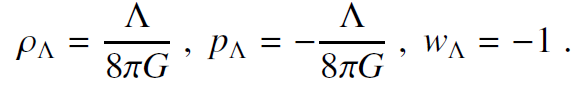 ρ_Λ = Λ/(8πG) , p_Λ = −Λ/(8πG) , w_Λ = −1 .